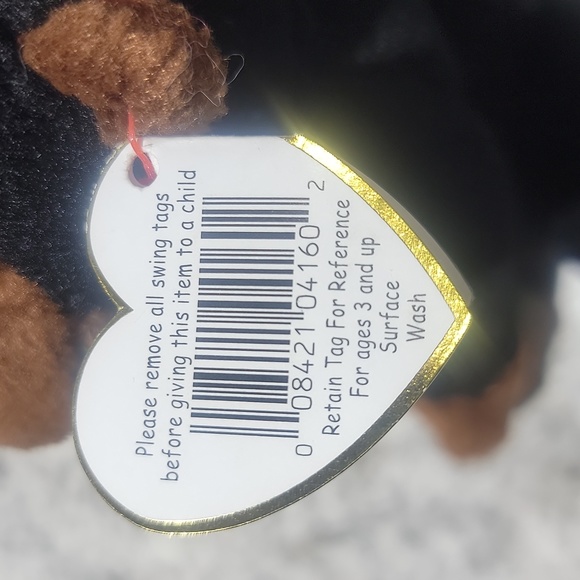 Please remove all swing tags
before giving this item to a child
0 08421 04160 2
Retain Tag For Reference
For ages 3 and up
Surface
Wash